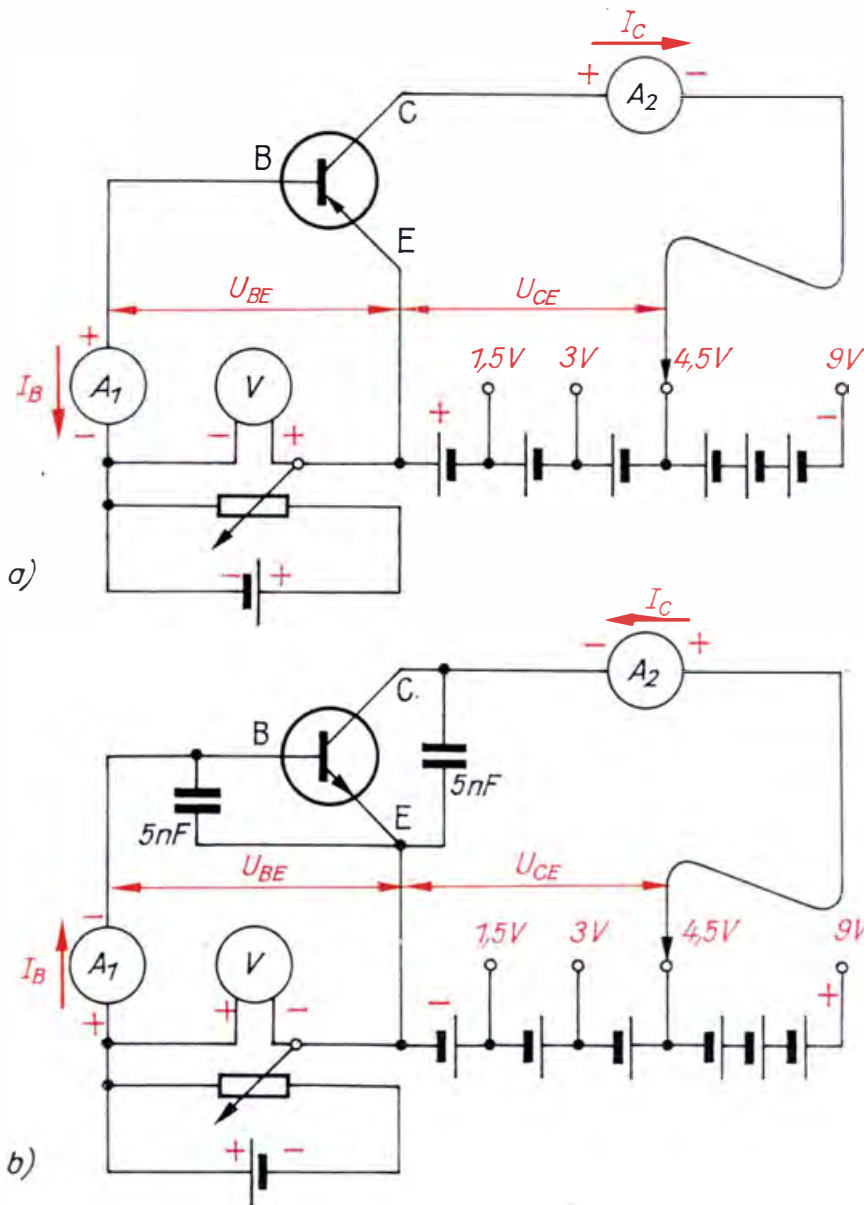 I_C
+ A_2 −
C
B
E
U_BE U_CE
+
1,5V 3V 4,5V 9V
I_B A_1 V
+ −
− − +
a)
− +
I_C
− A_2 +
C.
B
5nF
5nF
E
U_BE U_CE
−
1,5V 3V 4,5V 9V
I_B A_1 V
− +
+ + −
b)
+ −